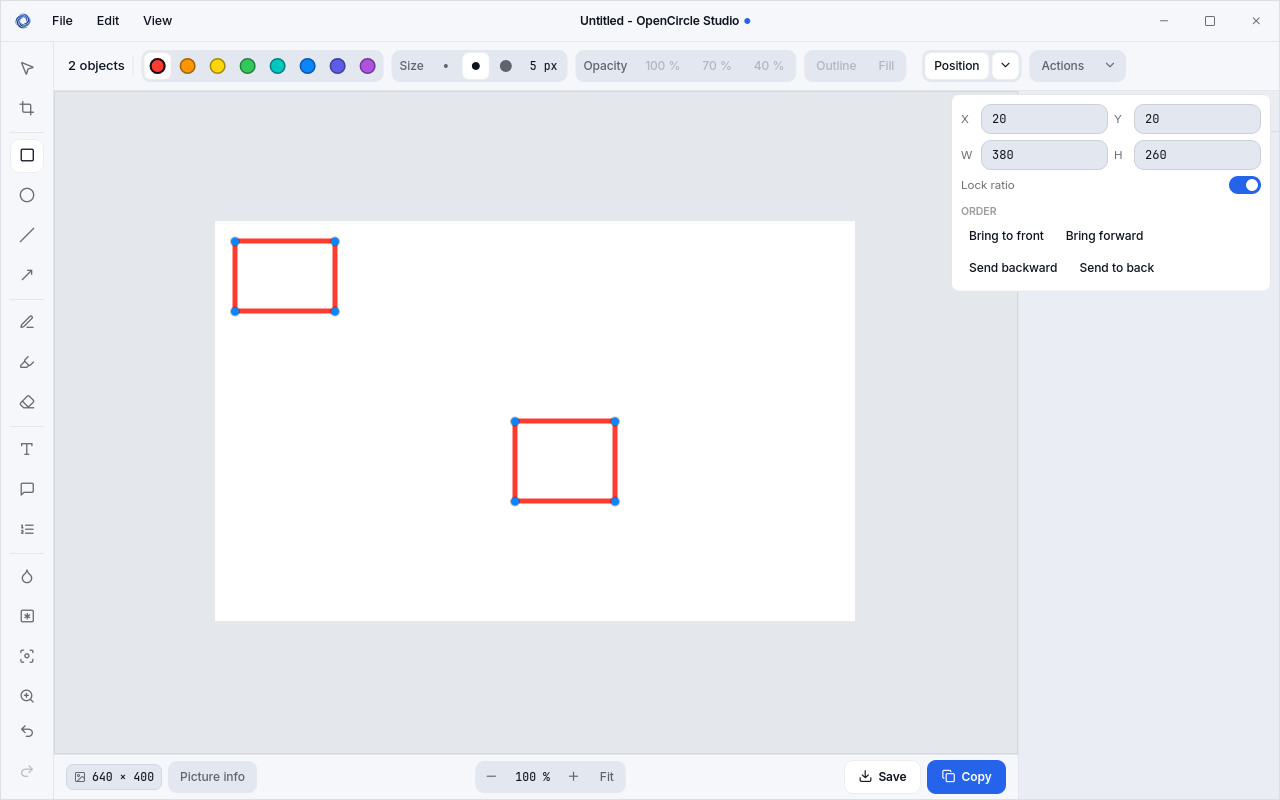 File Edit View Untitled - OpenCircle Studio
2 objects Size 5 px Opacity 100 % 70 % 40 % Outline Fill Position Actions
X 20 Y 20
W 380 H 260
Lock ratio
ORDER
Bring to front Bring forward
Send backward Send to back
640 × 400 Picture info 100 % Fit Save Copy